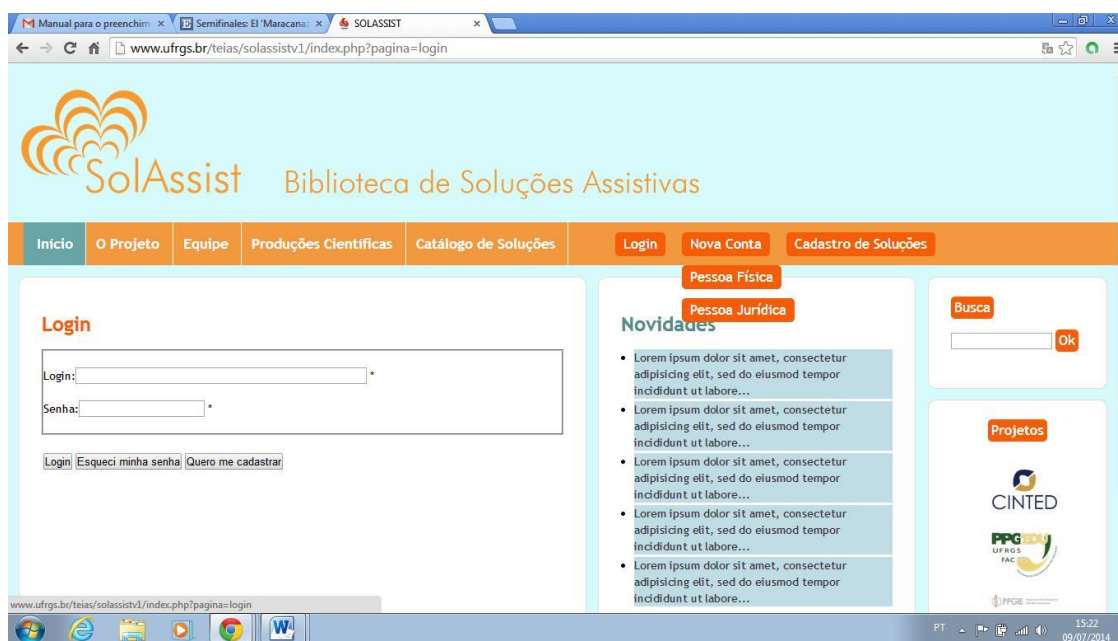 Manual para o preenchim
Semifinales: El 'Maracana
SOLASSIST
www.ufrgs.br/teias/solassistv1/index.php?pagina=login
SolAssist
Biblioteca de Soluções Assistivas
Início
O Projeto
Equipe
Produções Científicas
Catálogo de Soluções
Login
Nova Conta
Cadastro de Soluções
Pessoa Física
Pessoa Jurídica
Login
Login: *
Senha: *
Login
Esqueci minha senha
Quero me cadastrar
Novidades
Lorem ipsum dolor sit amet, consectetur
adipisicing elit, sed do eiusmod tempor
incididunt ut labore...
Lorem ipsum dolor sit amet, consectetur
adipisicing elit, sed do eiusmod tempor
incididunt ut labore...
Lorem ipsum dolor sit amet, consectetur
adipisicing elit, sed do eiusmod tempor
incididunt ut labore...
Lorem ipsum dolor sit amet, consectetur
adipisicing elit, sed do eiusmod tempor
incididunt ut labore...
Lorem ipsum dolor sit amet, consectetur
adipisicing elit, sed do eiusmod tempor
incididunt ut labore...
Busca
Ok
Projetos
CINTED
PPGEDU
UFRGS
FAC
PPGIE
www.ufrgs.br/teias/solassistv1/index.php?pagina=login
PT
15:22
09/07/2014